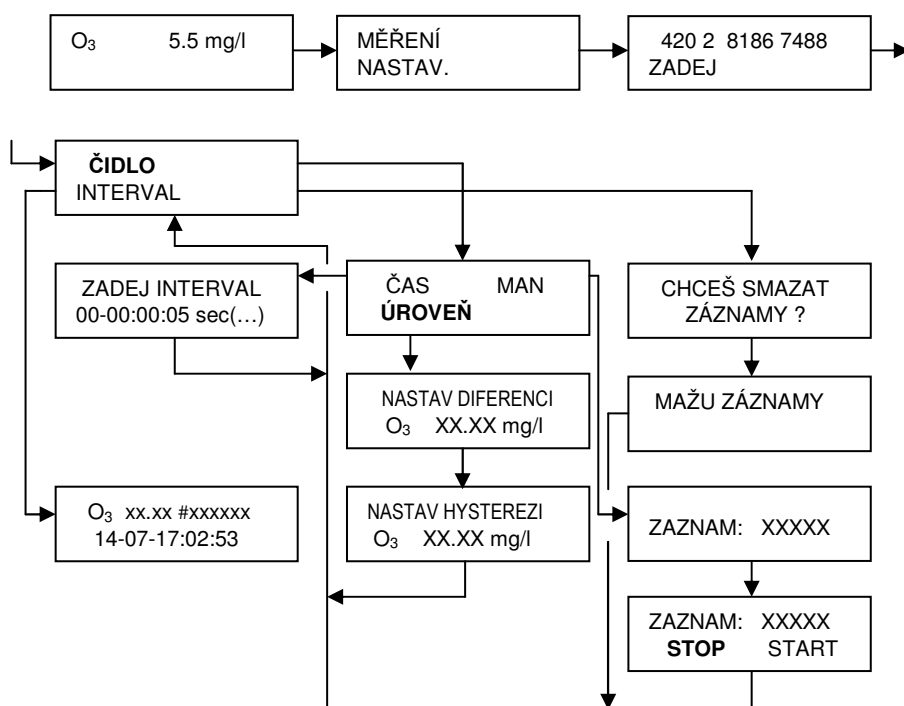 O₃ 5.5 mg/l
MĚŘENÍ
NASTAV.
420 2 8186 7488
ZADEJ
ČIDLO
INTERVAL
ZADEJ INTERVAL
00-00:00:05 sec(…)
ČAS MAN
ÚROVEŇ
CHCEŠ SMAZAT
ZÁZNAMY ?
NASTAV DIFERENCI
O₃ XX.XX mg/l
MAŽU ZÁZNAMY
O₃ xx.xx #xxxxxx
14-07-17:02:53
NASTAV HYSTEREZI
O₃ XX.XX mg/l
ZAZNAM: XXXXX
ZAZNAM: XXXXX
STOP START